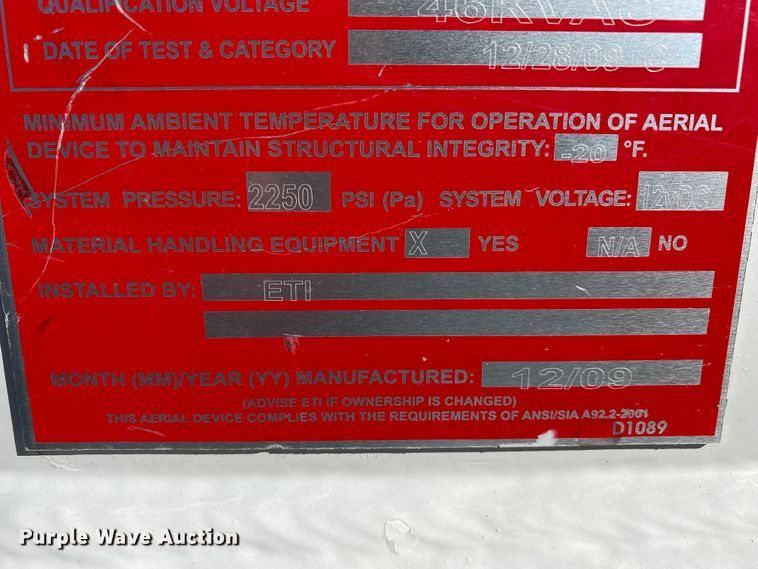 QUALIFICATION VOLTAGE 46KVAC
DATE OF TEST & CATEGORY 12/28/09 C
MINIMUM AMBIENT TEMPERATURE FOR OPERATION OF AERIAL
DEVICE TO MAINTAIN STRUCTURAL INTEGRITY: -20 °F.
SYSTEM PRESSURE: 2250 PSI (Pa) SYSTEM VOLTAGE: 12VDC
MATERIAL HANDLING EQUIPMENT X YES N/A NO
INSTALLED BY: ETI
MONTH (MM)/YEAR (YY) MANUFACTURED: 12/09
(ADVISE ETI IF OWNERSHIP IS CHANGED)
THIS AERIAL DEVICE COMPLIES WITH THE REQUIREMENTS OF ANSI/SIA A92.2-2001
D1089
Purple Wave Auction